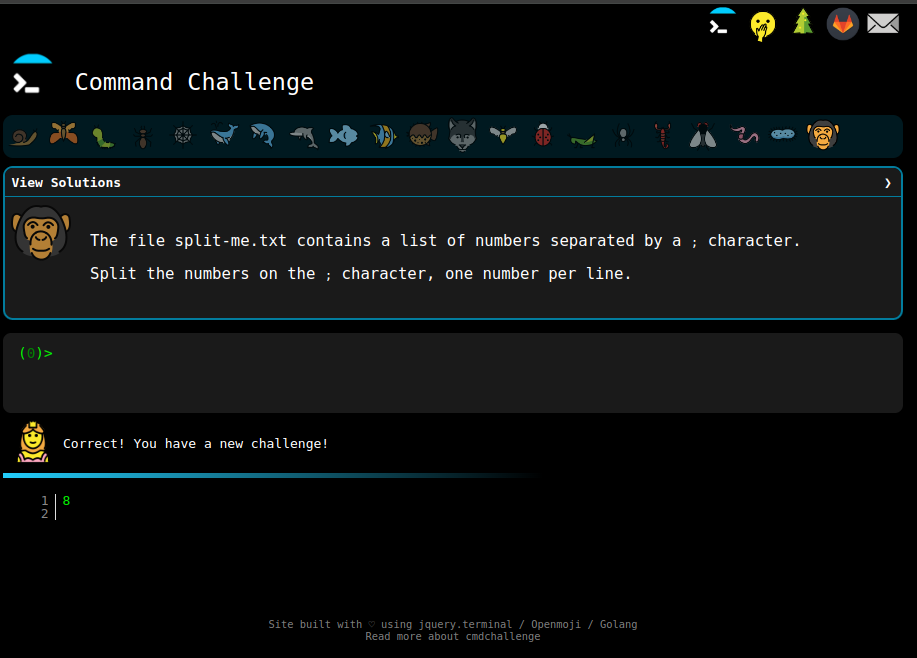 Command Challenge
View Solutions ❯
The file split-me.txt contains a list of numbers separated by a ; character.
Split the numbers on the ; character, one number per line.
(0)>
Correct! You have a new challenge!
1 8
2
Site built with ♡ using jquery.terminal / Openmoji / Golang
Read more about cmdchallenge